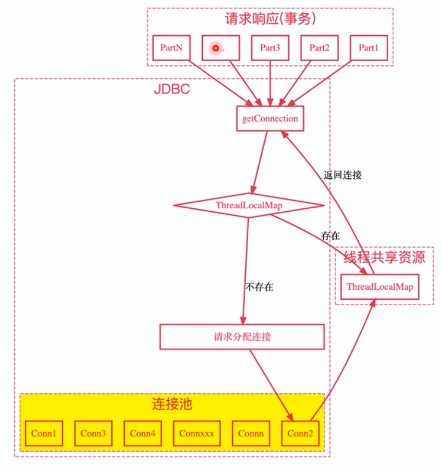 请求响应(事务)
PartN
Part3
Part2
Part1
JDBC
getConnection
返回连接
ThreadLocalMap
存在
线程共享资源
ThreadLocalMap
不存在
请求分配连接
连接池
Conn1
Conn3
Conn4
Connxxx
Connn
Conn2